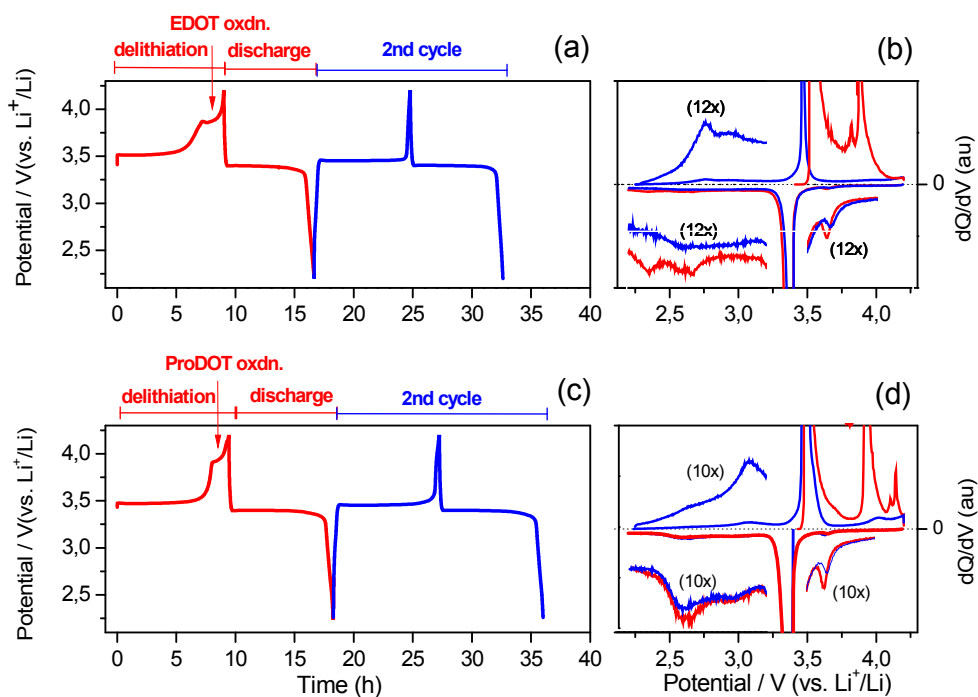 EDOT oxdn.
delithiation discharge 2nd cycle
(a)
(b)
Potential / V(vs. Li⁺/Li)
4,0
3,5
3,0
2,5
0 5 10 15 20 25 30 35 40
(12x)
(12x)
(12x)
0
dQ/dV (au)
2,5 3,0 3,5 4,0
ProDOT oxdn.
delithiation discharge 2nd cycle
(c)
(d)
Potential / V(vs. Li⁺/Li)
4,0
3,5
3,0
2,5
0 5 10 15 20 25 30 35 40
Time (h)
(10x)
(10x)
(10x)
0
dQ/dV (au)
2,5 3,0 3,5 4,0
Potential / V (vs. Li⁺/Li)